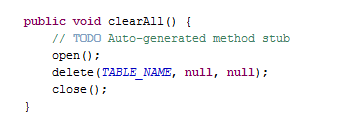 public void clearAll() {
    // TODO Auto-generated method stub
    open();
    delete(TABLE_NAME, null, null);
    close();
}